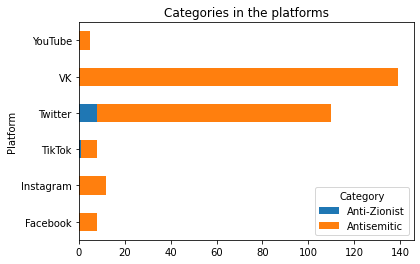 Categories in the platforms
Platform
YouTube
VK
Twitter
TikTok
Instagram
Facebook
0 20 40 60 80 100 120 140
Category
Anti-Zionist
Antisemitic